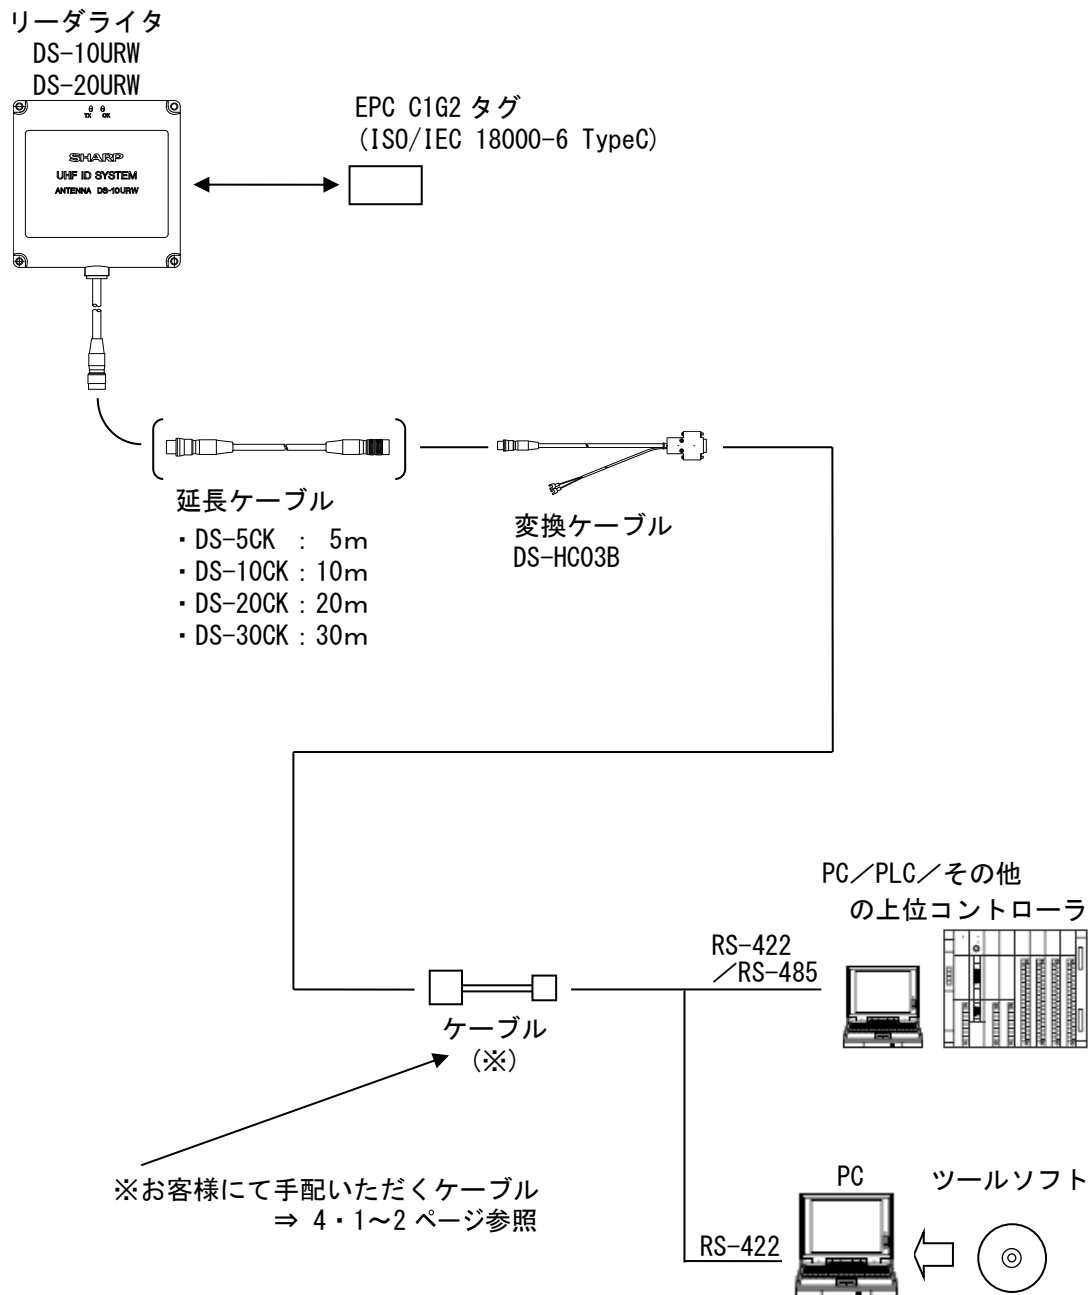 リーダライタ
DS-10URW
DS-20URW
TX OK
SHARP
UHF ID SYSTEM
ANTENNA DS-10URW
EPC C1G2 タグ
(ISO/IEC 18000-6 TypeC)
延長ケーブル
・DS-5CK : 5m
・DS-10CK : 10m
・DS-20CK : 20m
・DS-30CK : 30m
変換ケーブル
DS-HC03B
PC／PLC／その他
の上位コントローラ
RS-422
／RS-485
ケーブル
(※)
※お客様にて手配いただくケーブル
⇒ 4・1～2 ページ参照
PC
ツールソフト
RS-422